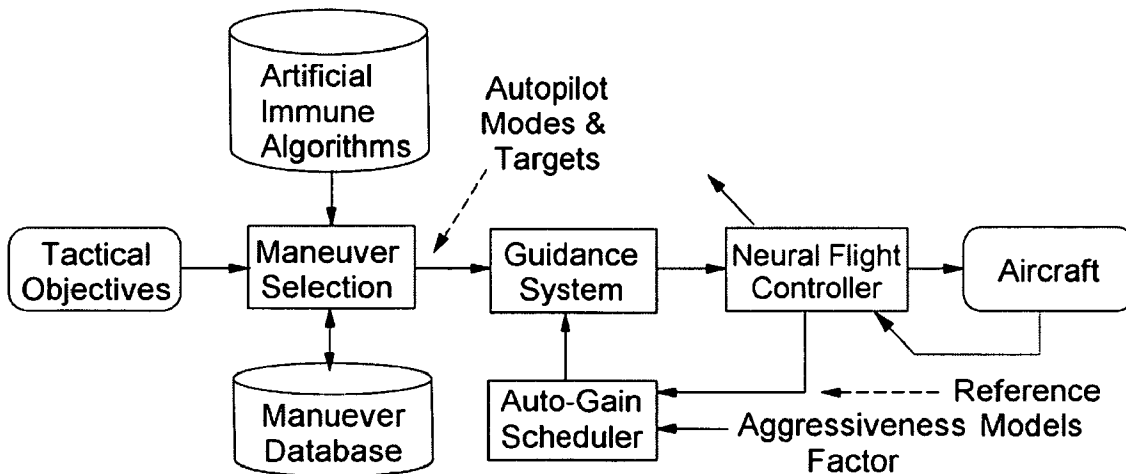 Artificial
Immune
Algorithms
Autopilot
Modes &
Targets
Tactical
Objectives
Maneuver
Selection
Guidance
System
Neural Flight
Controller
Aircraft
Manuever
Database
Auto-Gain
Scheduler
Reference
Models
Aggressiveness
Factor